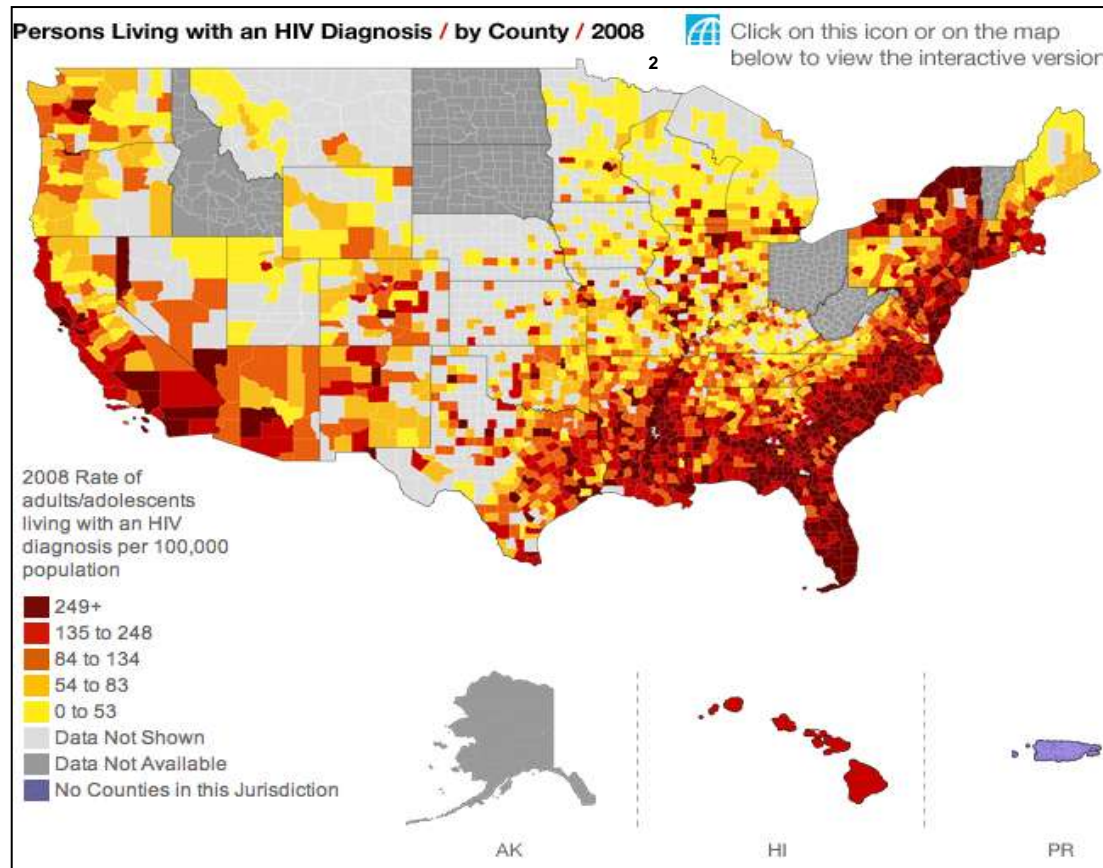 Persons Living with an HIV Diagnosis / by County / 2008
2
Click on this icon or on the map
below to view the interactive version
2008 Rate of
adults/adolescents
living with an HIV
diagnosis per 100,000
population
249+
135 to 248
84 to 134
54 to 83
0 to 53
Data Not Shown
Data Not Available
No Counties in this Jurisdiction
AK
HI
PR